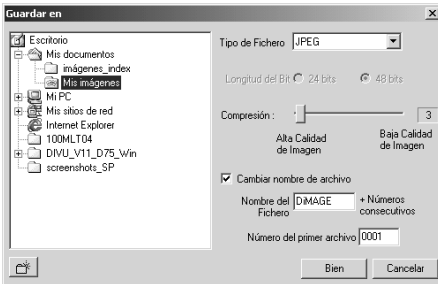 Guardar en
Escritorio
Mis documentos
imágenes_index
Mis imágenes
Mi PC
Mis sitios de red
Internet Explorer
100MLT04
DIVU_V11_D75_Win
screenshots_SP
Tipo de Fichero JPEG
Longitud del Bit 24 bits 48 bits
Compresión : 3
Alta Calidad
de Imagen
Baja Calidad
de Imagen
Cambiar nombre de archivo
Nombre del
Fichero
DiMAGE
+ Números
consecutivos
Número del primer archivo 0001
Bien Cancelar